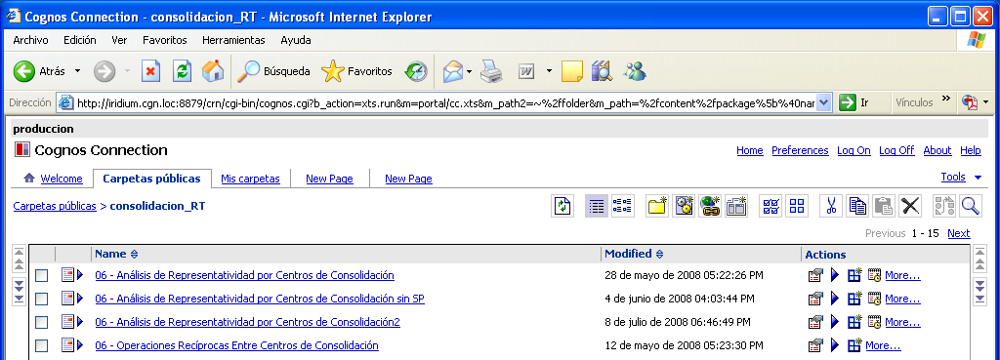 Cognos Connection - consolidacion_RT - Microsoft Internet Explorer
Archivo Edición Ver Favoritos Herramientas Ayuda
Atrás Búsqueda Favoritos
Dirección http://iridium.cgn.loc:8879/crn/cgi-bin/cognos.cgi?b_action=xts.run&m=portal/cc.xts&m_path2=~%2ffolder&m_path=%2fcontent%2fpackage%5b%40nar Ir Vínculos »
produccion
Cognos Connection Home Preferences Log On Log Off About Help
Welcome Carpetas públicas Mis carpetas New Page New Page Tools
Carpetas públicas > consolidacion_RT
Previous 1 - 15 Next
Name Modified Actions
06 - Análisis de Representatividad por Centros de Consolidación 28 de mayo de 2008 05:22:26 PM More...
06 - Análisis de Representatividad por Centros de Consolidación sin SP 4 de junio de 2008 04:03:44 PM More...
06 - Análisis de Representatividad por Centros de Consolidación2 8 de julio de 2008 06:46:49 PM More...
06 - Operaciones Recíprocas Entre Centros de Consolidación 12 de mayo de 2008 05:23:30 PM More...